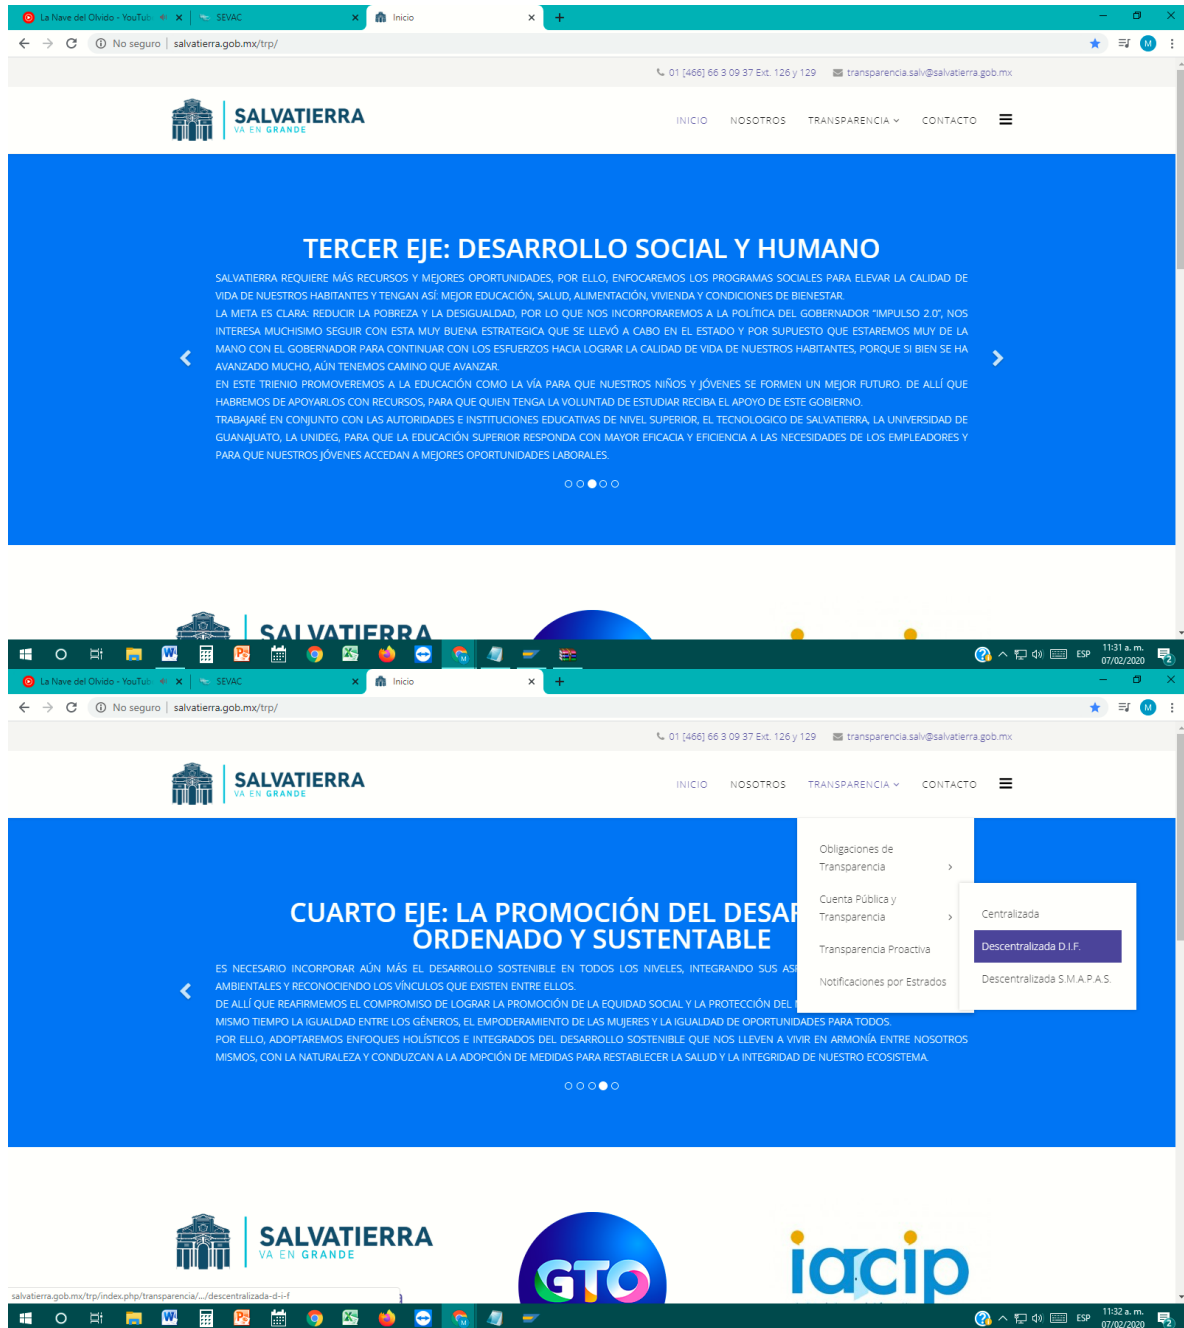 La Nave del Olvido - YouTub
SEVAC
Inicio
No seguro | salvatierra.gob.mx/trp/
01 [466] 66 3 09 37 Ext. 126 y 129
transparencia.salv@salvatierra.gob.mx
SALVATIERRA
VA EN GRANDE
INICIO NOSOTROS TRANSPARENCIA CONTACTO
TERCER EJE: DESARROLLO SOCIAL Y HUMANO
SALVATIERRA REQUIERE MÁS RECURSOS Y MEJORES OPORTUNIDADES, POR ELLO, ENFOCAREMOS LOS PROGRAMAS SOCIALES PARA ELEVAR LA CALIDAD DE
VIDA DE NUESTROS HABITANTES Y TENGAN ASÍ: MEJOR EDUCACIÓN, SALUD, ALIMENTACIÓN, VIVIENDA Y CONDICIONES DE BIENESTAR.
LA META ES CLARA: REDUCIR LA POBREZA Y LA DESIGUALDAD, POR LO QUE NOS INCORPORAREMOS A LA POLÍTICA DEL GOBERNADOR "IMPULSO 2.0", NOS
INTERESA MUCHISIMO SEGUIR CON ESTA MUY BUENA ESTRATEGICA QUE SE LLEVÓ A CABO EN EL ESTADO Y POR SUPUESTO QUE ESTAREMOS MUY DE LA
MANO CON EL GOBERNADOR PARA CONTINUAR CON LOS ESFUERZOS HACIA LOGRAR LA CALIDAD DE VIDA DE NUESTROS HABITANTES, PORQUE SI BIEN SE HA
AVANZADO MUCHO, AÚN TENEMOS CAMINO QUE AVANZAR.
EN ESTE TRIENIO PROMOVEREMOS A LA EDUCACIÓN COMO LA VÍA PARA QUE NUESTROS NIÑOS Y JÓVENES SE FORMEN UN MEJOR FUTURO. DE ALLÍ QUE
HABREMOS DE APOYARLOS CON RECURSOS, PARA QUE QUIEN TENGA LA VOLUNTAD DE ESTUDIAR RECIBA EL APOYO DE ESTE GOBIERNO.
TRABAJARÉ EN CONJUNTO CON LAS AUTORIDADES E INSTITUCIONES EDUCATIVAS DE NIVEL SUPERIOR, EL TECNOLOGICO DE SALVATIERRA, LA UNIVERSIDAD DE
GUANAJUATO, LA UNIDEG, PARA QUE LA EDUCACIÓN SUPERIOR RESPONDA CON MAYOR EFICACIA Y EFICIENCIA A LAS NECESIDADES DE LOS EMPLEADORES Y
PARA QUE NUESTROS JÓVENES ACCEDAN A MEJORES OPORTUNIDADES LABORALES.
SALVATIERRA
ESP
11:31 a. m.
07/02/2020
La Nave del Olvido - YouTub
SEVAC
Inicio
No seguro | salvatierra.gob.mx/trp/
01 [466] 66 3 09 37 Ext. 126 y 129
transparencia.salv@salvatierra.gob.mx
SALVATIERRA
VA EN GRANDE
INICIO NOSOTROS TRANSPARENCIA CONTACTO
Obligaciones de
Transparencia
Cuenta Pública y
Transparencia
Transparencia Proactiva
Notificaciones por Estrados
Centralizada
Descentralizada D.I.F.
Descentralizada S.M.A.P.A.S.
CUARTO EJE: LA PROMOCIÓN DEL DESAR
ORDENADO Y SUSTENTABLE
ES NECESARIO INCORPORAR AÚN MÁS EL DESARROLLO SOSTENIBLE EN TODOS LOS NIVELES, INTEGRANDO SUS ASP
AMBIENTALES Y RECONOCIENDO LOS VÍNCULOS QUE EXISTEN ENTRE ELLOS.
DE ALLÍ QUE REAFIRMEMOS EL COMPROMISO DE LOGRAR LA PROMOCIÓN DE LA EQUIDAD SOCIAL Y LA PROTECCIÓN DEL
MISMO TIEMPO LA IGUALDAD ENTRE LOS GÉNEROS, EL EMPODERAMIENTO DE LAS MUJERES Y LA IGUALDAD DE OPORTUNIDADES PARA TODOS.
POR ELLO, ADOPTAREMOS ENFOQUES HOLÍSTICOS E INTEGRADOS DEL DESARROLLO SOSTENIBLE QUE NOS LLEVEN A VIVIR EN ARMONÍA ENTRE NOSOTROS
MISMOS, CON LA NATURALEZA Y CONDUZCAN A LA ADOPCIÓN DE MEDIDAS PARA RESTABLECER LA SALUD Y LA INTEGRIDAD DE NUESTRO ECOSISTEMA.
SALVATIERRA
VA EN GRANDE
GTO
iacip
salvatierra.gob.mx/trp/index.php/transparencia/.../descentralizada-d-i-f
ESP
11:32 a. m.
07/02/2020